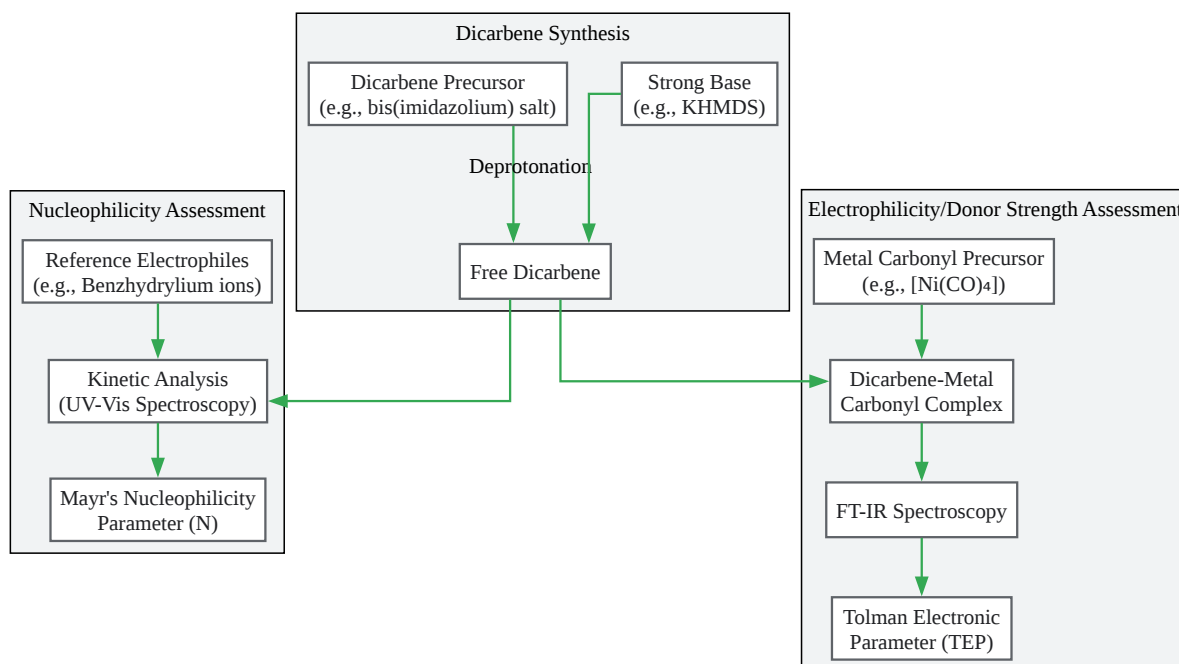 Dicarbene Synthesis
Dicarbene Precursor
(e.g., bis(imidazolium) salt)
Strong Base
(e.g., KHMDS)
Deprotonation
Free Dicarbene
Nucleophilicity Assessment
Reference Electrophiles
(e.g., Benzhydrylium ions)
Kinetic Analysis
(UV-Vis Spectroscopy)
Mayr's Nucleophilicity
Parameter (N)
Electrophilicity/Donor Strength Assessment
Metal Carbonyl Precursor
(e.g., [Ni(CO)₄])
Dicarbene-Metal
Carbonyl Complex
FT-IR Spectroscopy
Tolman Electronic
Parameter (TEP)